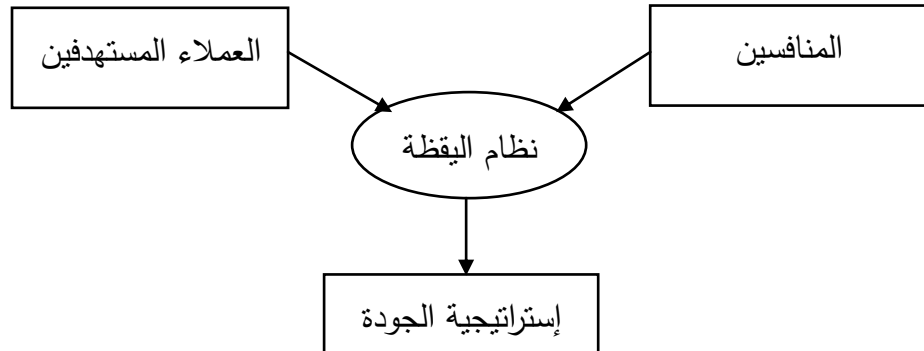 المنافسين
العملاء المستهدفين
نظام اليقظة
إستراتيجية الجودة